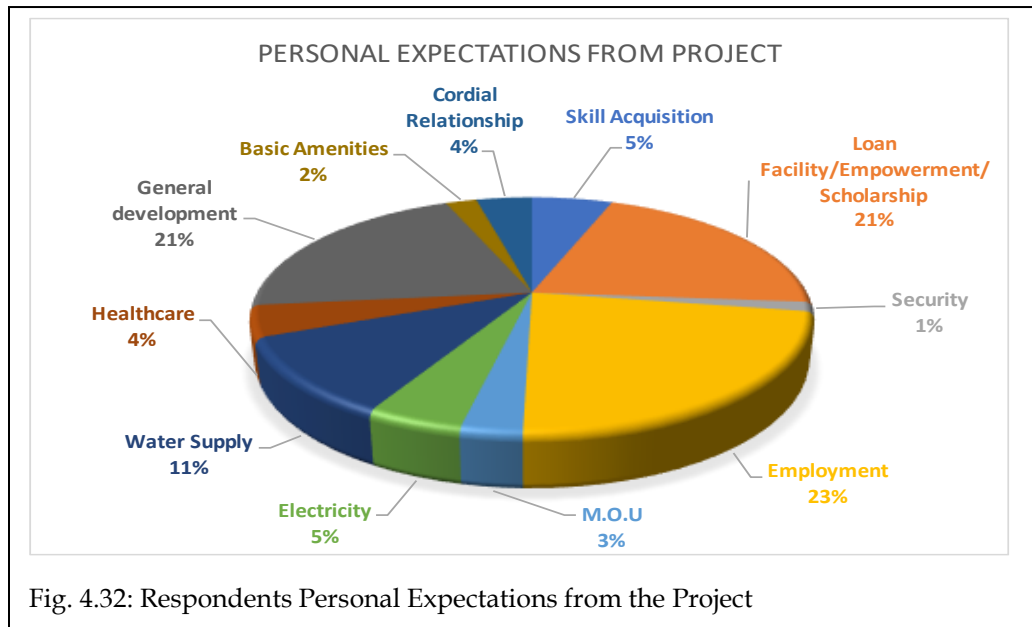 PERSONAL EXPECTATIONS FROM PROJECT
Cordial
Relationship
4%
Skill Acquisition
5%
Loan
Facility/Empowerment/
Scholarship
21%
Security
1%
Employment
23%
M.O.U
3%
Electricity
5%
Water Supply
11%
Healthcare
4%
General
development
21%
Basic Amenities
2%
Fig. 4.32: Respondents Personal Expectations from the Project